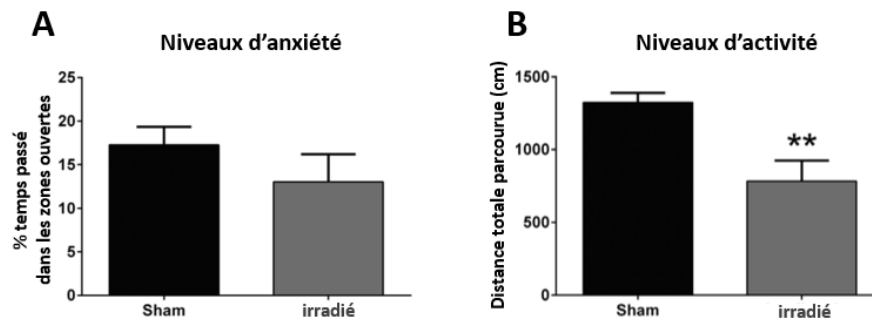 A
Niveaux d’anxiété
% temps passé
dans les zones ouvertes
25
20
15
10
5
0
Sham
irradié
B
Niveaux d’activité
Distance totale parcourue (cm)
1500
1000
500
0
**
Sham
irradié